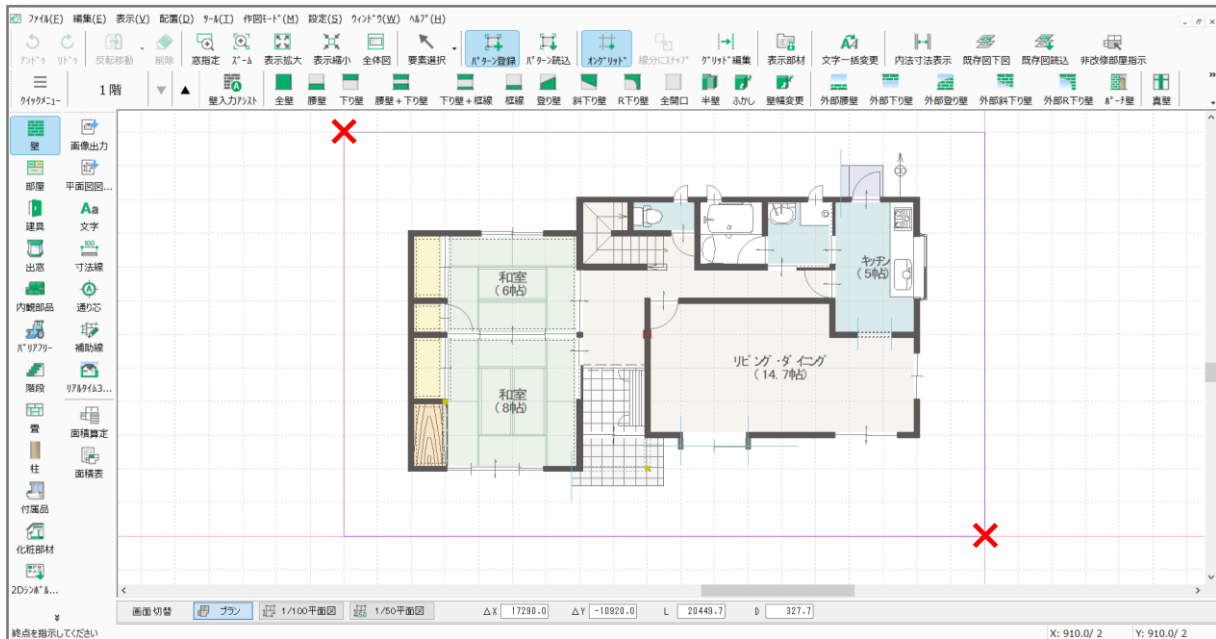 ファイル(F) 編集(E) 表示(V) 配置(D) ツール(T) 作図モード(M) 設定(S) ウィンドウ(W) ヘルプ(H)
アンドゥ リドゥ 反転移動 削除 窓指定 ズーム 表示拡大 表示縮小 全体図 要素選択 パターン登録 パターン読込 オングリッド 線分にスナップ グリッド編集 表示部材 文字一括変更 内法寸法表示 既存図下図 既存図読込 非改修部屋指示
クイックメニュー 1 階 ▼ ▲ 壁入力アシスト 全壁 腰壁 下り壁 腰壁+下り壁 下り壁+框線 框線 登り壁 斜下り壁 R下り壁 全開口 半壁 ふかし 壁幅変更 外部腰壁 外部下り壁 外部登り壁 外部斜下り壁 外部R下り壁 ポーチ壁 真壁
壁 画像出力
部屋 平面図図...
建具 文字
出窓 寸法線
内観部品 通り芯
バリアフリー 補助線
階段 リアルタイム3...
畳 面積算定
柱 面積表
付属品
化粧部材
2Dシンボル...
キッチン
(5帖)
和室
(6帖)
リビング・ダイニング
(14.7帖)
和室
(8帖)
画面切替 プラン 1/100平面図 1/50平面図 ΔX 17290.0 ΔY -10920.0 L 20449.7 D 327.7
終点を指示してください X: 910.0/ 2 Y: 910.0/ 2